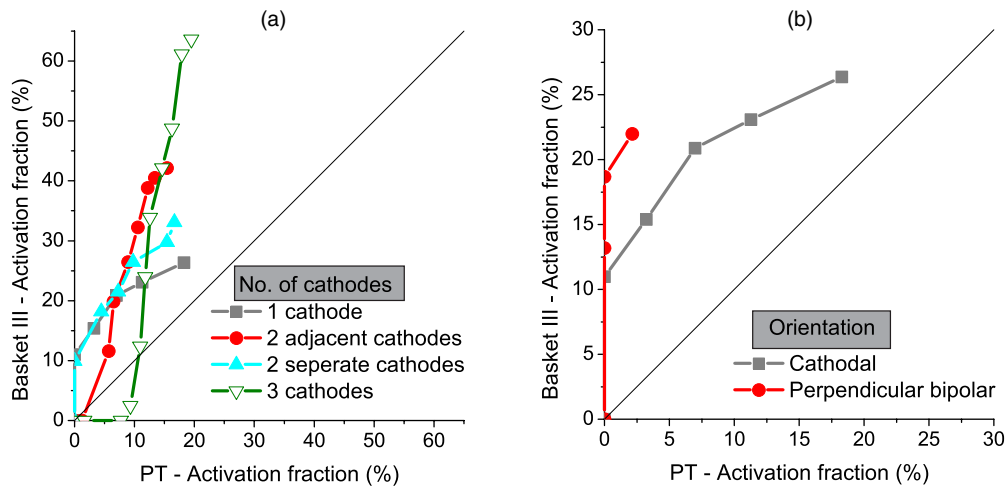 (a)
Basket III - Activation fraction (%)
60
50
40
30
20
10
0
No. of cathodes
1 cathode
2 adjacent cathodes
2 seperate cathodes
3 cathodes
0 10 20 30 40 50 60
PT - Activation fraction (%)
(b)
Basket III - Activation fraction (%)
30
25
20
15
10
5
0
Orientation
Cathodal
Perpendicular bipolar
0 5 10 15 20 25 30
PT - Activation fraction (%)